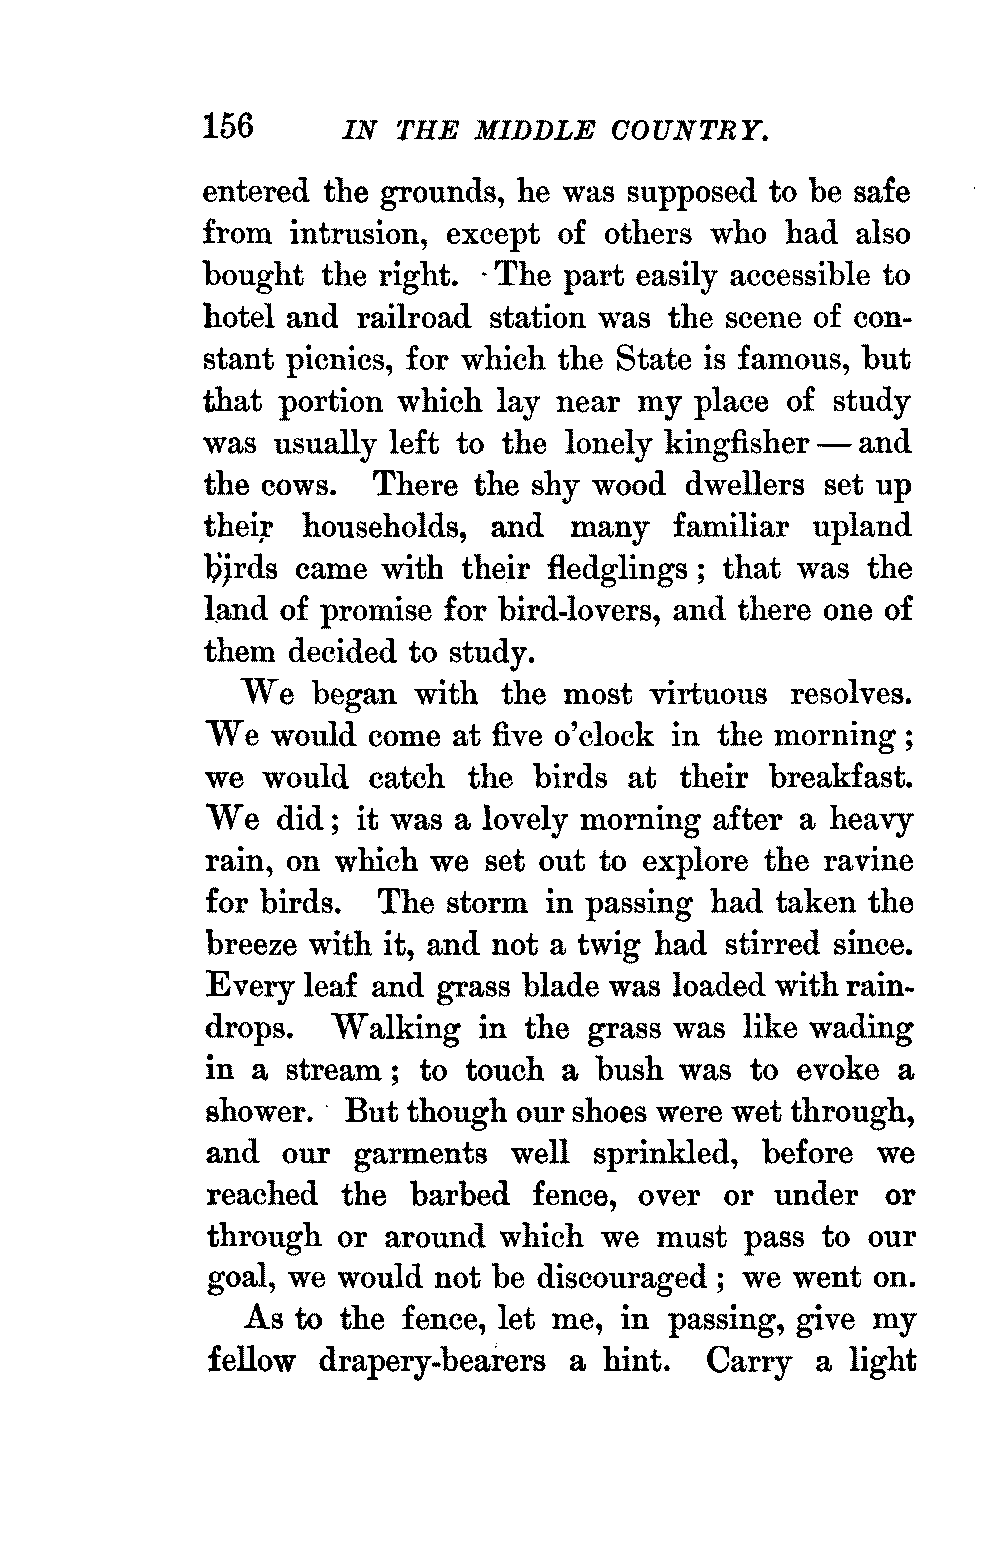 156 IN THE MIDDLE COUNTRY.
entered the grounds, he was supposed to be safe
from intrusion, except of others who had also
bought the right. The part easily accessible to
hotel and railroad station was the scene of con-
stant picnics, for which the State is famous, but
that portion which lay near my place of study
was usually left to the lonely kingfisher — and
the cows. There the shy wood dwellers set up
their households, and many familiar upland
birds came with their fledglings ; that was the
land of promise for bird-lovers, and there one of
them decided to study.
We began with the most virtuous resolves.
We would come at five o'clock in the morning ;
we would catch the birds at their breakfast.
We did ; it was a lovely morning after a heavy
rain, on which we set out to explore the ravine
for birds. The storm in passing had taken the
breeze with it, and not a twig had stirred since.
Every leaf and grass blade was loaded with rain-
drops. Walking in the grass was like wading
in a stream ; to touch a bush was to evoke a
shower. But though our shoes were wet through,
and our garments well sprinkled, before we
reached the barbed fence, over or under or
through or around which we must pass to our
goal, we would not be discouraged ; we went on.
As to the fence, let me, in passing, give my
fellow drapery-bearers a hint. Carry a light